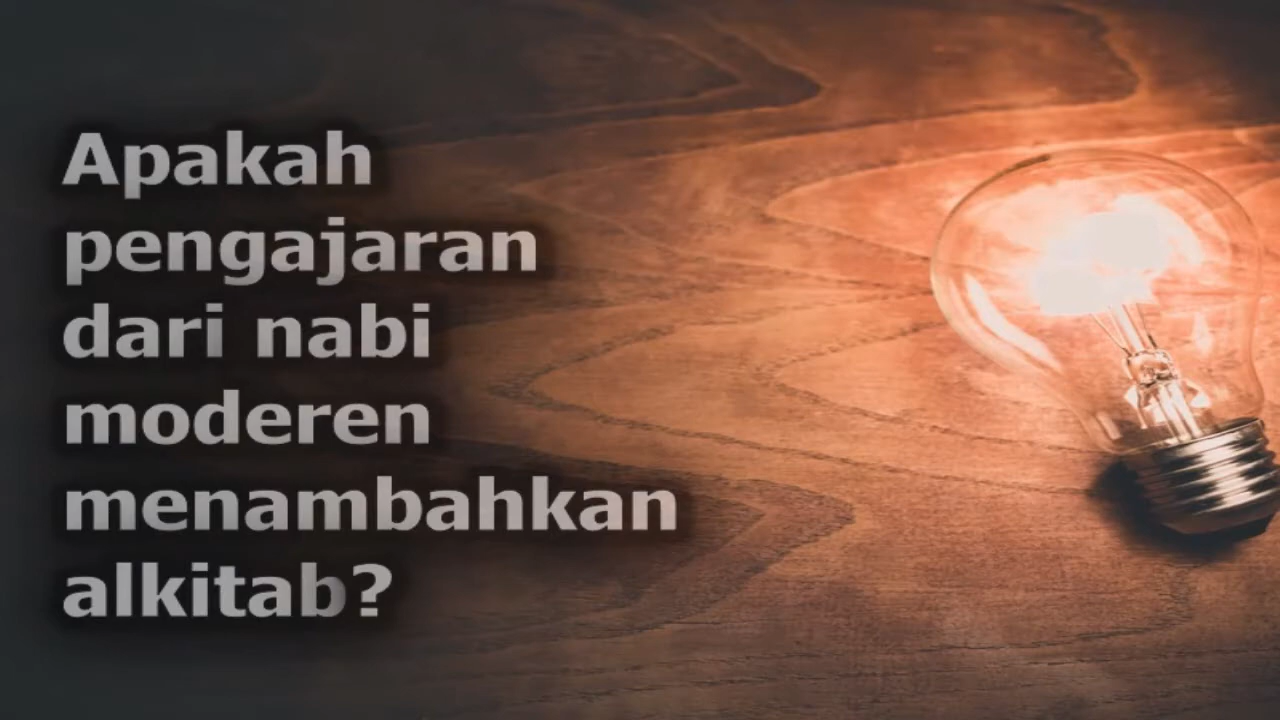 Apakah
pengajaran
dari nabi
moderen
menambahkan
alkitab?